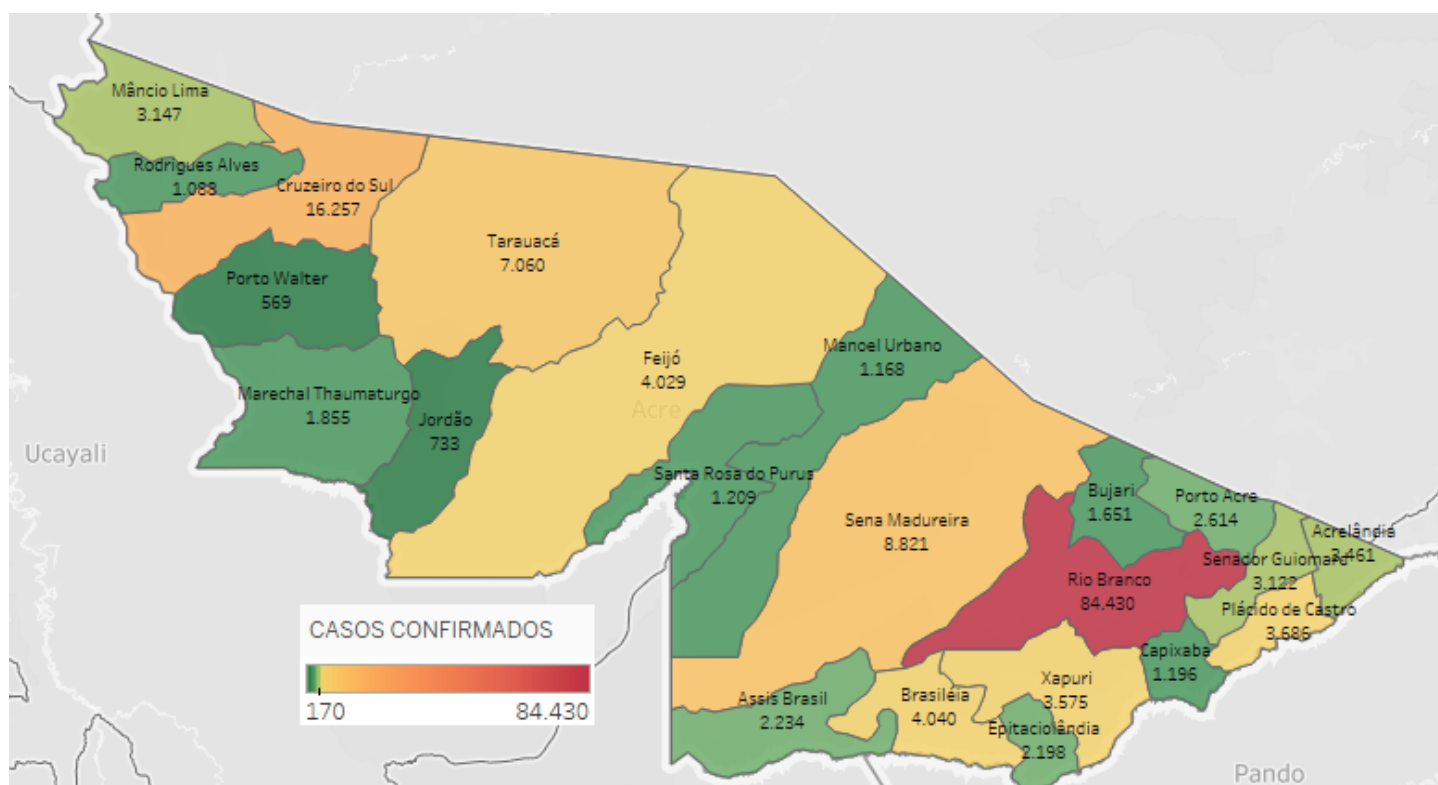 Mâncio Lima
3.147
Rodrigues Alves
1.088
Cruzeiro do Sul
16.257
Tarauacá
7.060
Porto Walter
569
Feijó
4.029
Acre
Manoel Urbano
1.168
Marechal Thaumaturgo
1.855
Jordão
733
Ucayali
Santa Rosa do Purus
1.209
Sena Madureira
8.821
Bujari
1.651
Porto Acre
2.614
Acrelândia
3.461
Senador Guiomard
3.122
Rio Branco
84.430
Plácido de Castro
3.686
Capixaba
1.196
Xapuri
3.575
Assis Brasil
2.234
Brasiléia
4.040
Epitaciolândia
2.198
Pando
CASOS CONFIRMADOS
170
84.430